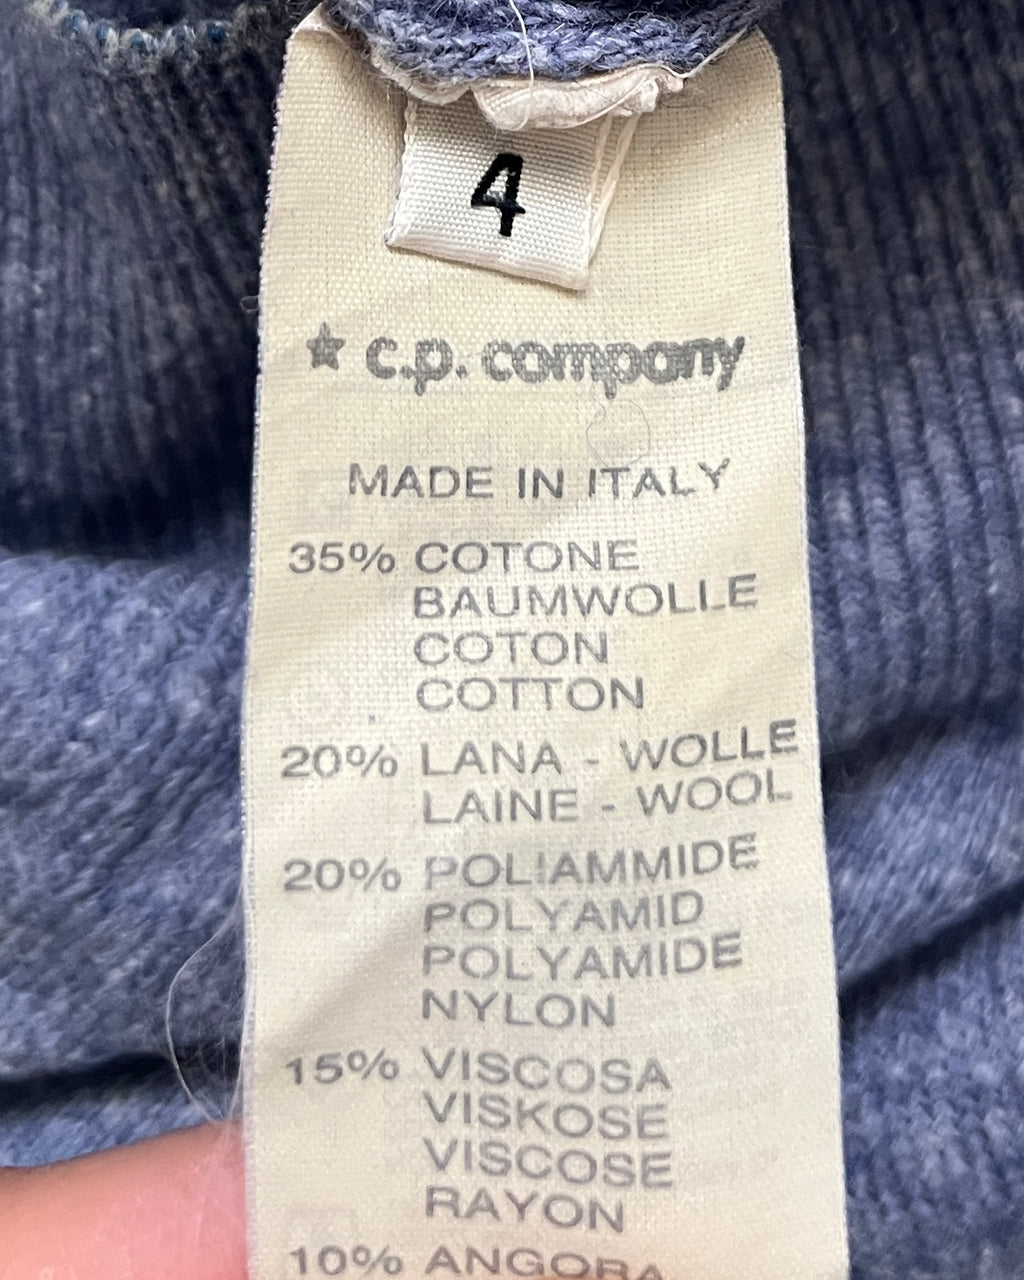 4
c.p. company
MADE IN ITALY
35% COTONE
BAUMWOLLE
COTON
COTTON
20% LANA - WOLLE
LAINE - WOOL
20% POLIAMMIDE
POLYAMID
POLYAMIDE
NYLON
15% VISCOSA
VISKOSE
VISCOSE
RAYON
10% ANGORA